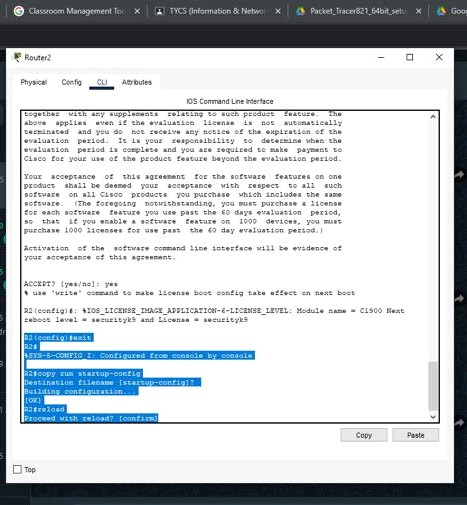 Classroom Management To
TYCS (Information & Netwo
Packet_Tracer821_64bit_setu
Goo
Router2
Physical Config CLI Attributes
IOS Command Line Interface
together with any supplements relating to such product feature. The
above applies even if the evaluation license is not automatically
terminated and you do not receive any notice of the expiration of the
evaluation period. It is your responsibility to determine when the
evaluation period is complete and you are required to make payment to
Cisco for your use of the product feature beyond the evaluation period.
Your acceptance of this agreement for the software features on one
product shall be deemed your acceptance with respect to all such
software on all Cisco products you purchase which includes the same
software. (The foregoing notwithstanding, you must purchase a license
for each software feature you use past the 60 days evaluation period,
so that if you enable a software feature on 1000 devices, you must
purchase 1000 licenses for use past the 60 day evaluation period.)
Activation of the software command line interface will be evidence of
your acceptance of this agreement.
ACCEPT? [yes/no]: yes
% use 'write' command to make license boot config take effect on next boot
R2(config)#: %IOS_LICENSE_IMAGE_APPLICATION-6-LICENSE_LEVEL: Module name = C1900 Next
reboot level = securityk9 and License = securityk9
R2(config)#exit
R2#
%SYS-5-CONFIG_I: Configured from console by console
R2#copy run startup-config
Destination filename [startup-config]?
Building configuration...
[OK]
R2#reload
Proceed with reload? [confirm]
Copy Paste
Top